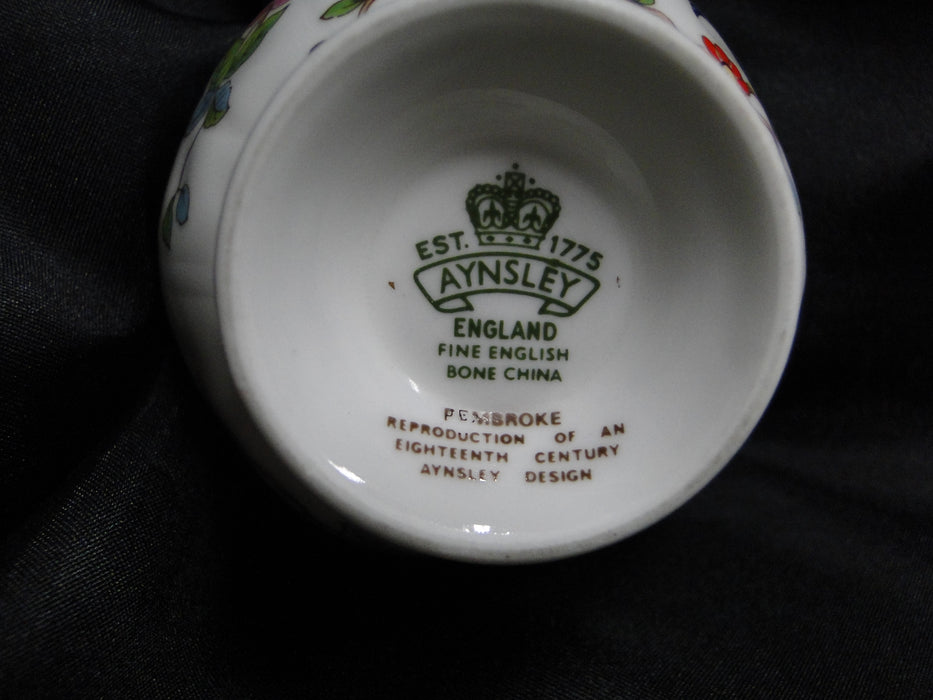 EST. 1775
AYNSLEY
ENGLAND
FINE ENGLISH
BONE CHINA
PEMBROKE
REPRODUCTION OF AN
EIGHTEENTH CENTURY
AYNSLEY DESIGN